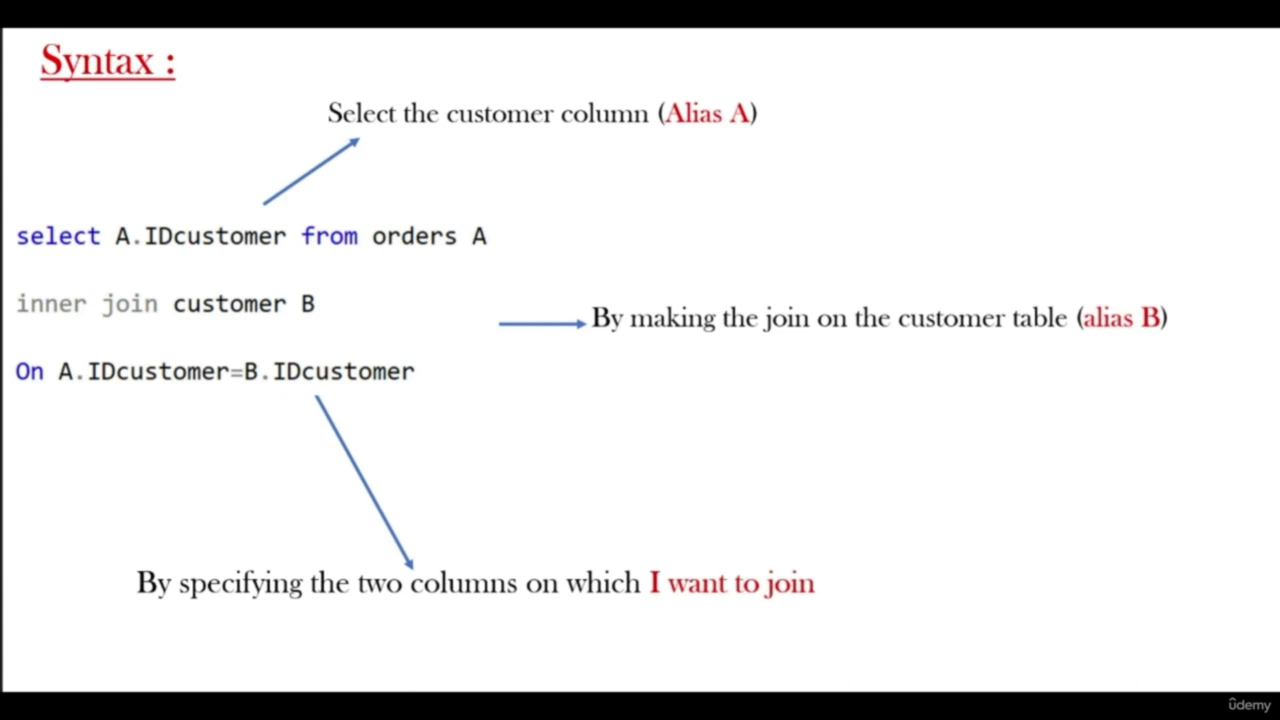 Syntax :
Select the customer column (Alias A)
select A.IDcustomer from orders A
inner join customer B
By making the join on the customer table (alias B)
On A.IDcustomer=B.IDcustomer
By specifying the two columns on which I want to join
ûdemy